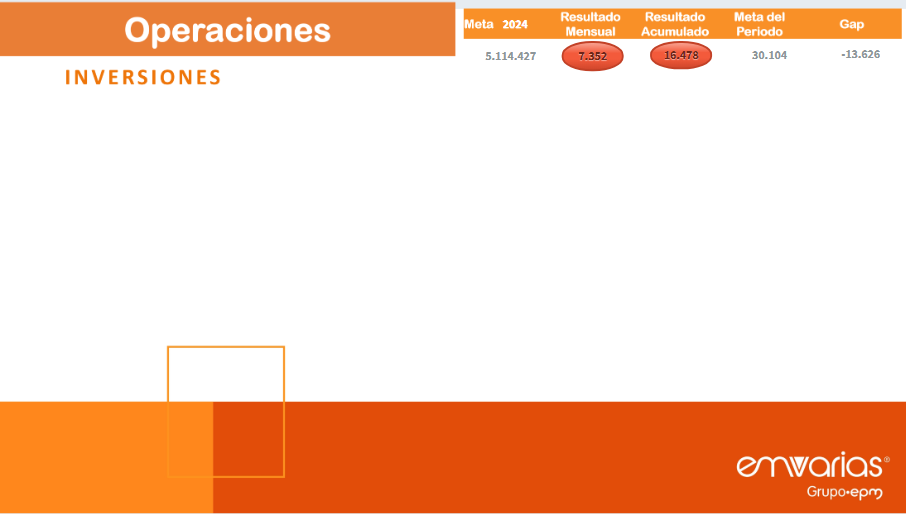 Operaciones
INVERSIONES
Meta 2024 Resultado Mensual Resultado Acumulado Meta del Periodo Gap
5.114.427 7.352 16.478 30.104 -13.626
emvarias®
Grupo•epm